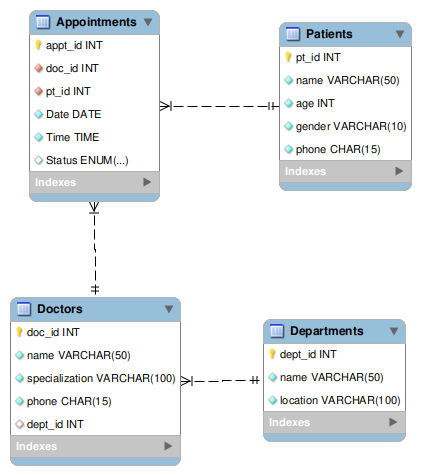 Appointments
appt_id INT
doc_id INT
pt_id INT
Date DATE
Time TIME
Status ENUM(...)
Indexes
Patients
pt_id INT
name VARCHAR(50)
age INT
gender VARCHAR(10)
phone CHAR(15)
Indexes
Doctors
doc_id INT
name VARCHAR(50)
specialization VARCHAR(100)
phone CHAR(15)
dept_id INT
Indexes
Departments
dept_id INT
name VARCHAR(50)
location VARCHAR(100)
Indexes